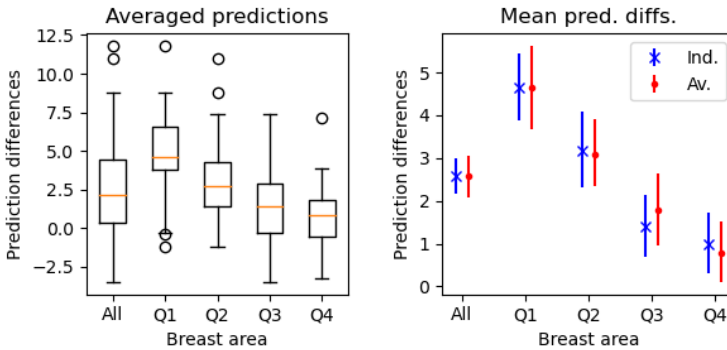 Averaged predictions
Prediction differences
12.5
10.0
7.5
5.0
2.5
0.0
−2.5
All Q1 Q2 Q3 Q4
Breast area
Mean pred. diffs.
Prediction differences
5
4
3
2
1
0
Ind.
Av.
All Q1 Q2 Q3 Q4
Breast area